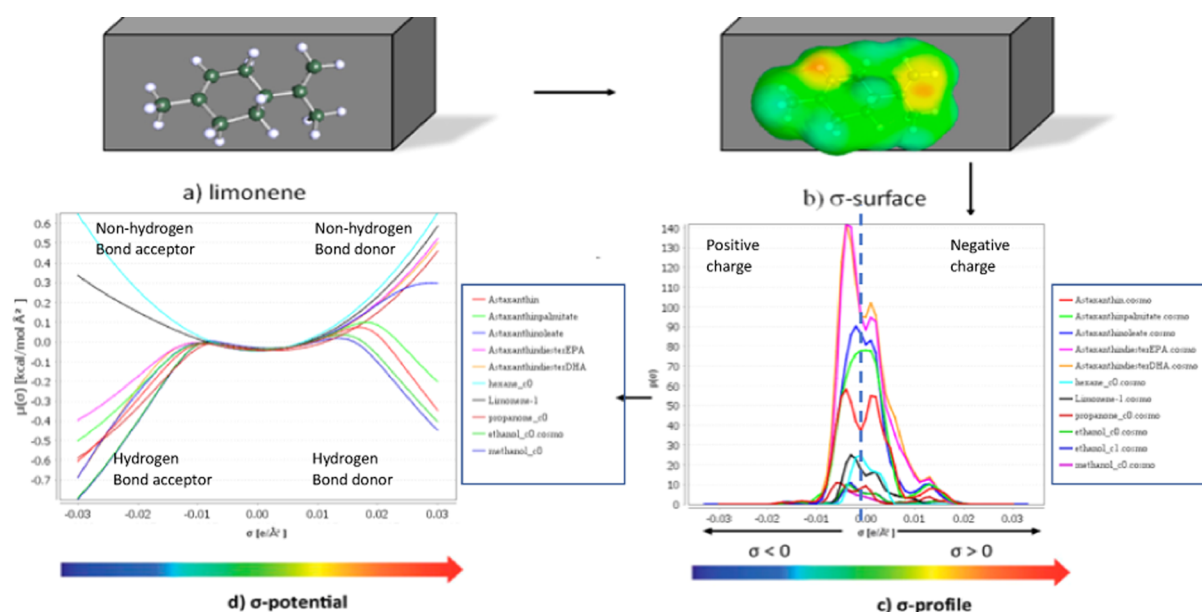 a) limonene
b) σ-surface
0.6
0.5
0.4
0.3
0.2
0.1
0.0
-0.1
-0.2
-0.3
-0.4
-0.5
-0.6
-0.7
μ(σ) [kcal/mol Å²]
Non-hydrogen
Bond acceptor
Non-hydrogen
Bond donor
Hydrogen
Bond acceptor
Hydrogen
Bond donor
-0.03 -0.02 -0.01 0.00 0.01 0.02 0.03
σ [e/Å²]
Astaxanthin
Astaxanthinpalmitate
Astaxanthinoleate
AstaxanthindiesterEPA
AstaxanthindiesterDHA
hexane_c0
Limonene-1
propanone_c0
ethanol_c0.cosmo
methanol_c0
d) σ-potential
140
130
120
110
100
90
80
70
60
50
40
30
20
10
0
p(σ)
Positive
charge
Negative
charge
-0.03 -0.02 -0.01 0.00 0.01 0.02 0.03
σ [e/Å²]
σ < 0 σ > 0
Astaxanthin.cosmo
Astaxanthinpalmitate.cosmo
Astaxanthinoleate.cosmo
AstaxanthindiesterEPA.cosmo
AstaxanthindiesterDHA.cosmo
hexane_c0.cosmo
Limonene-1.cosmo
propanone_c0.cosmo
ethanol_c0.cosmo
ethanol_c1.cosmo
methanol_c0.cosmo
c) σ-profile